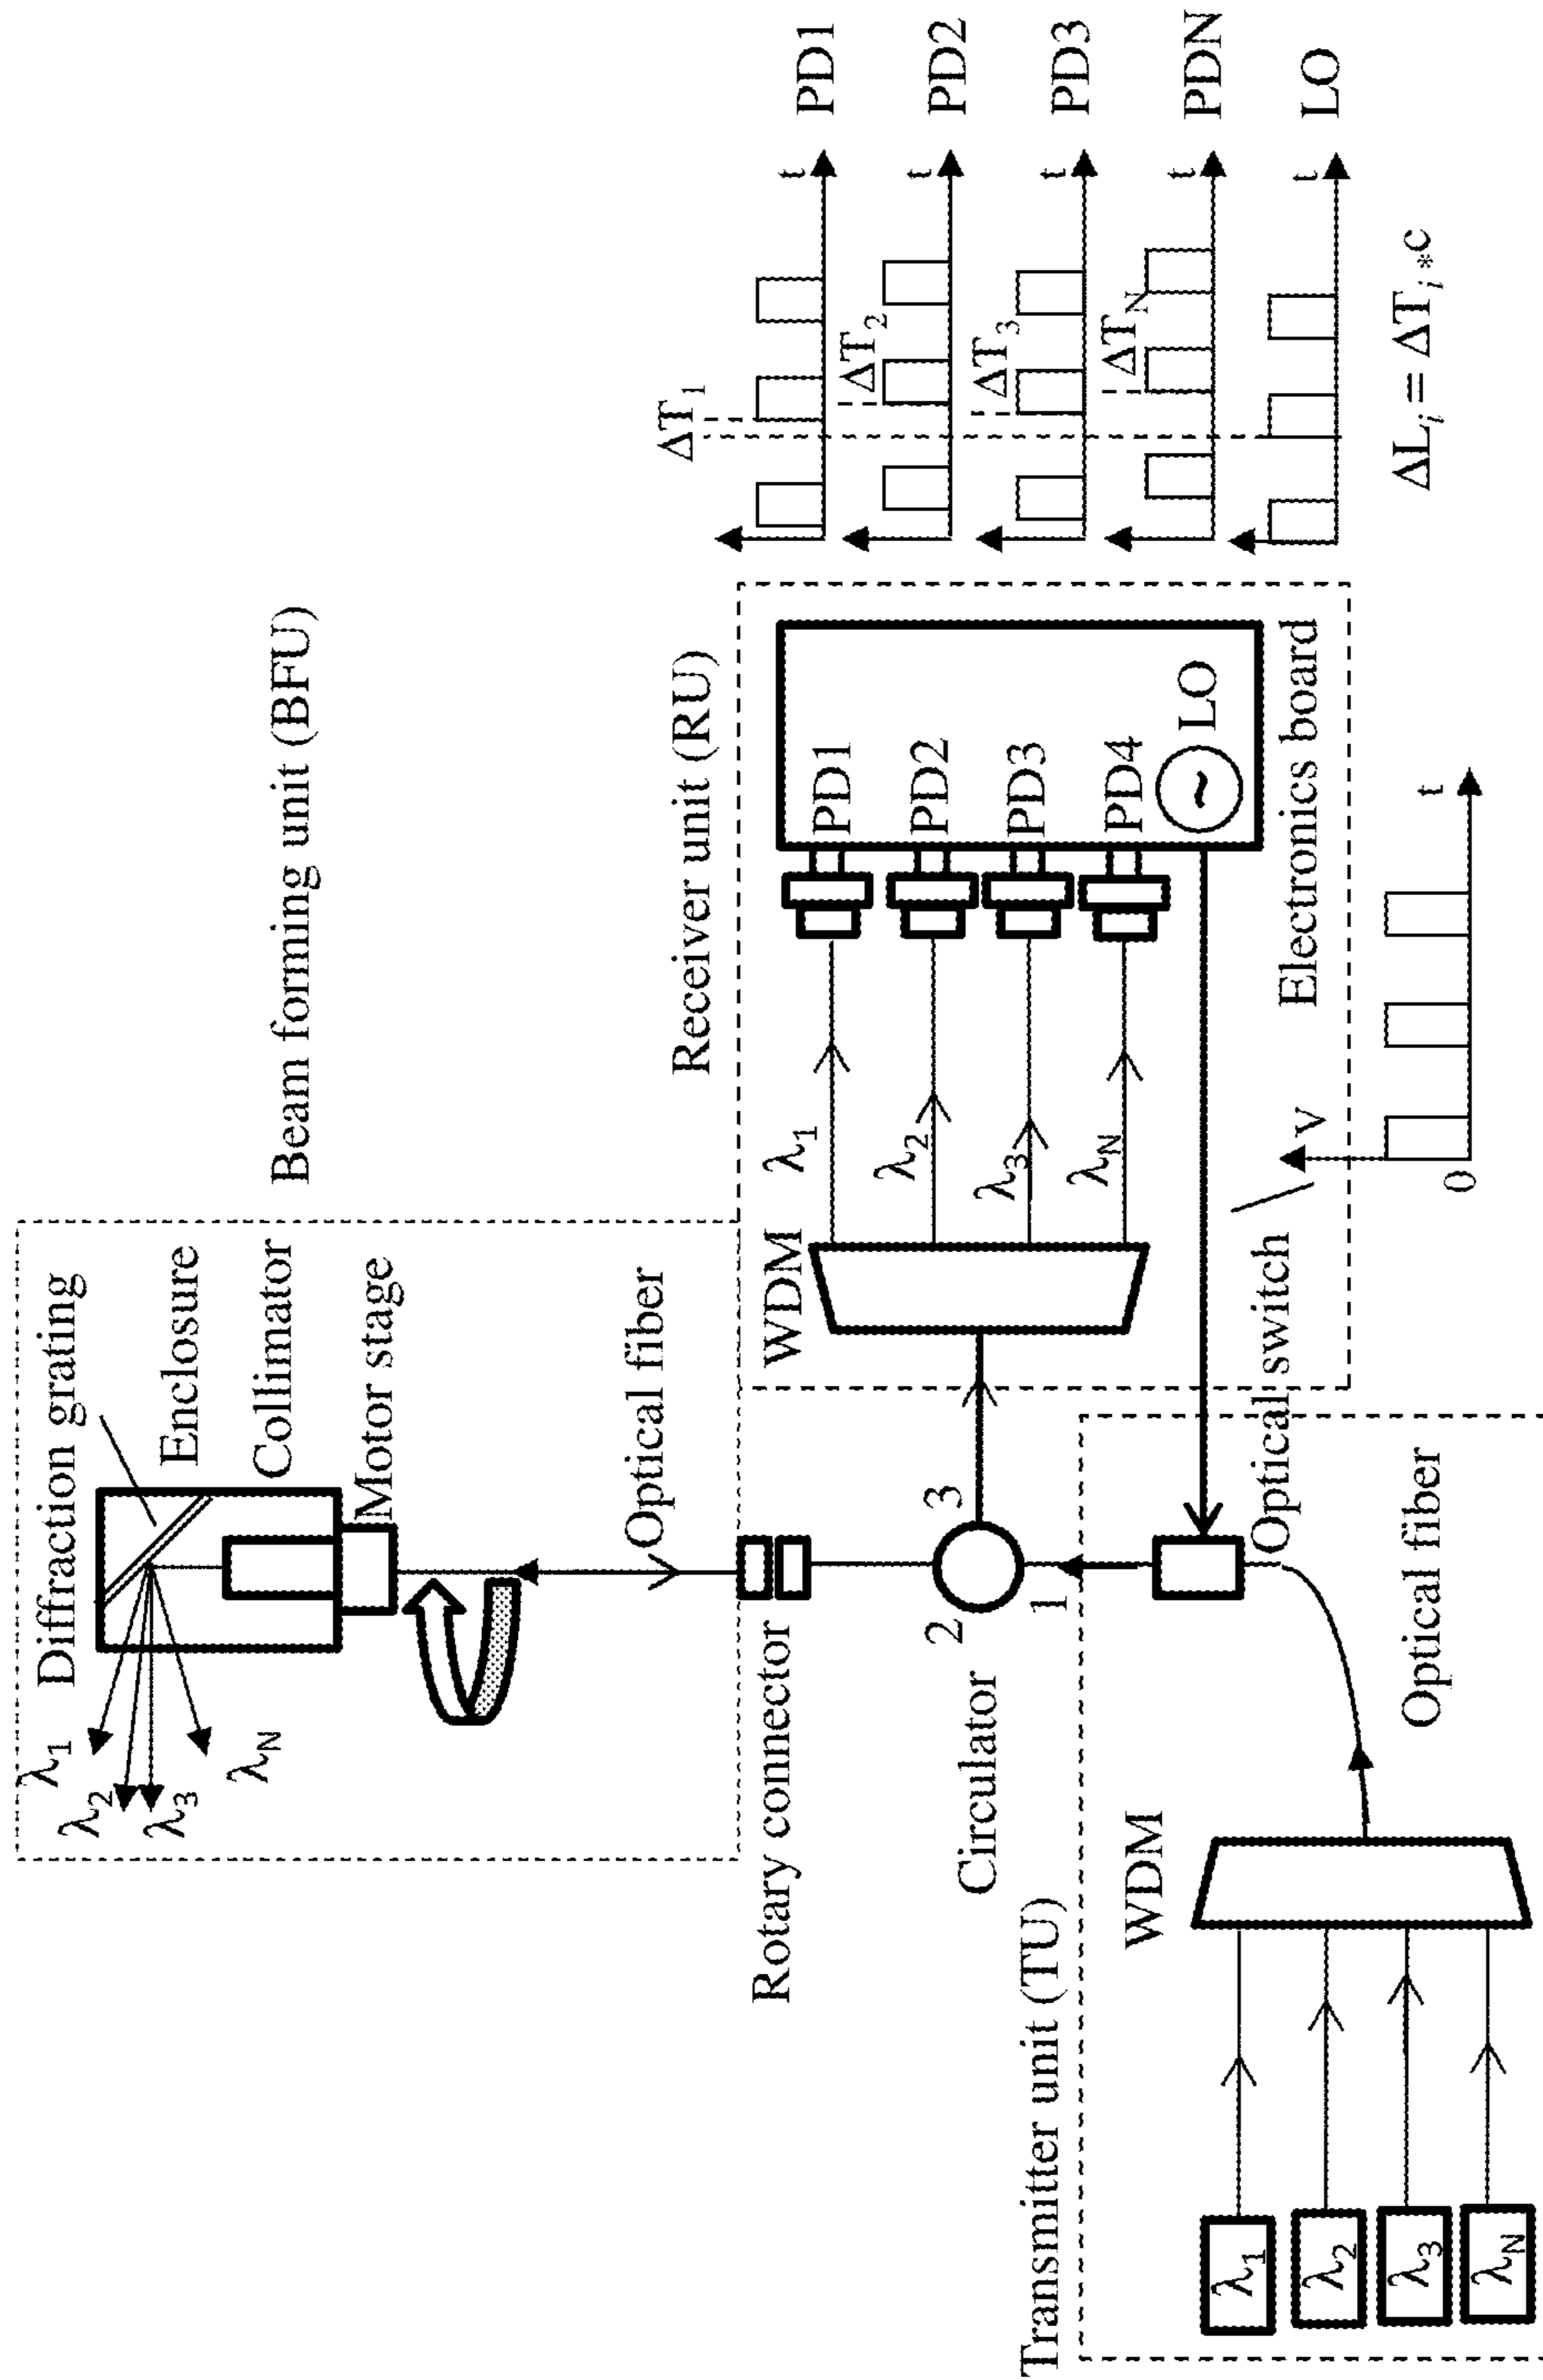 Beam forming unit (BFU)
Diffraction grating
Enclosure
Collimator
Motor stage
Optical fiber
λ1
λ2
λ3
λN
Rotary connector
Circulator
1
2
3
Receiver unit (RU)
WDM
λ1
λ2
λ3
λN
PD1
PD2
PD3
PD4
LO
Electronics board
Optical switch
V
0
t
Transmitter unit (TU)
WDM
Optical fiber
λ1
λ2
λ3
λN
ΔT1
t
PD1
ΔT2
t
PD2
ΔT3
t
PD3
ΔTN
t
PDN
t
LO
ΔLi = ΔTi*c